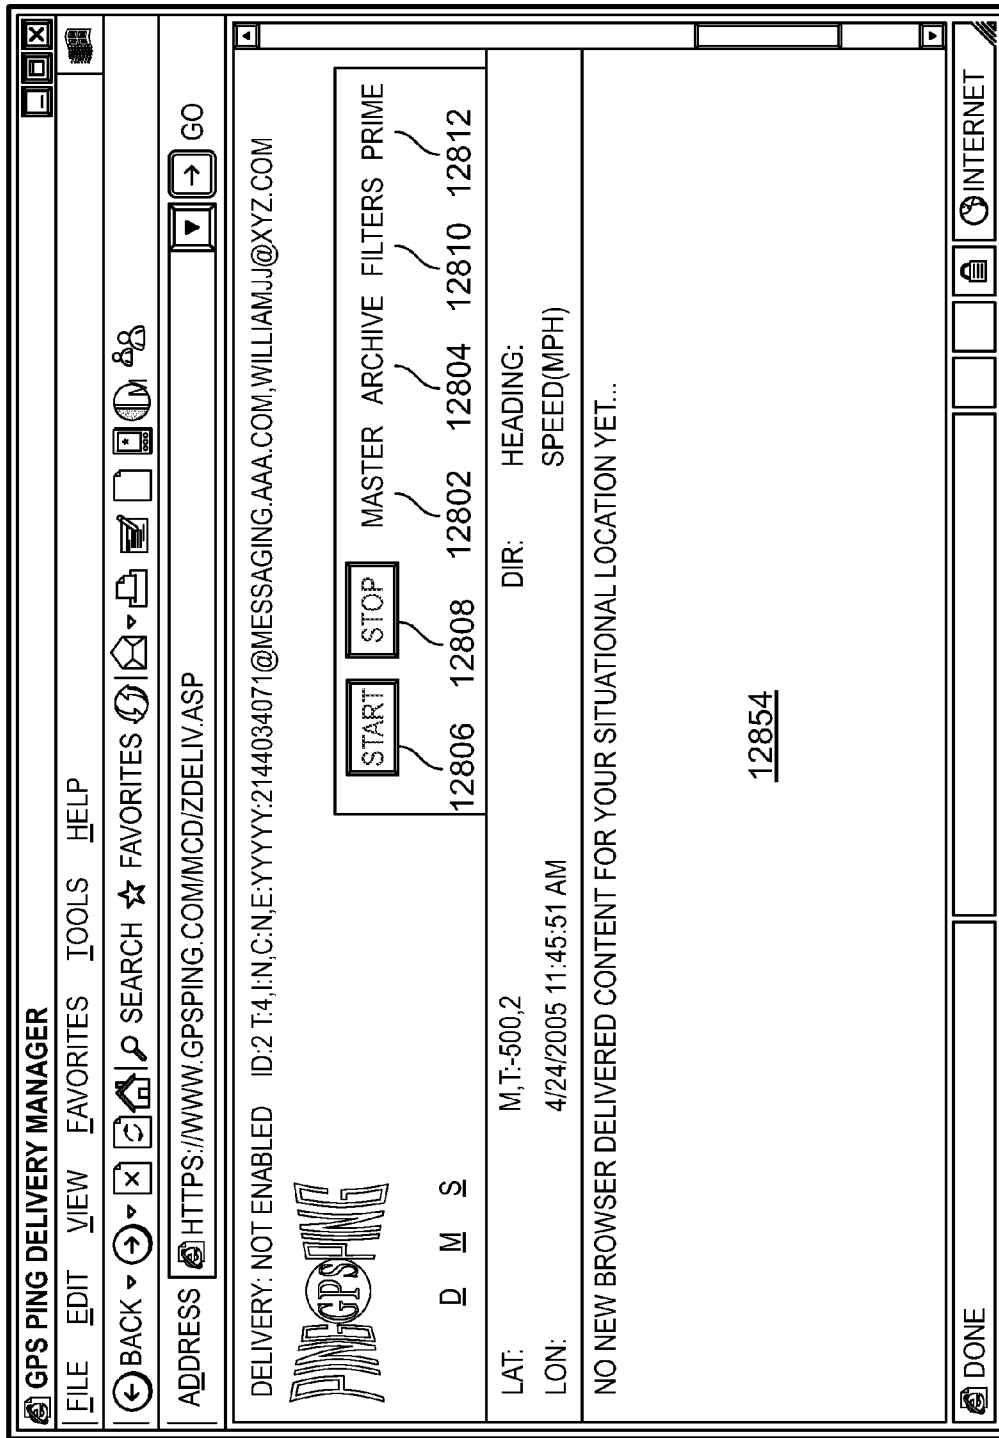 GPS PING DELIVERY MANAGER
FILE EDIT VIEW FAVORITES TOOLS HELP
BACK SEARCH FAVORITES M
ADDRESS HTTPS://WWW.GPSPING.COM/MCD/ZDELIV.ASP GO
DELIVERY: NOT ENABLED ID:2 T:4,I:N,C:N,E:YYYYY:2144034071@MESSAGING.AAA.COM,WILLIAMJJ@XYZ.COM
PINGGPSPING
START STOP MASTER ARCHIVE FILTERS PRIME
D M S
12806 12808 12802 12804 12810 12812
LAT: M,T:-500,2 DIR: HEADING:
LON: 4/24/2005 11:45:51 AM SPEED(MPH)
NO NEW BROWSER DELIVERED CONTENT FOR YOUR SITUATIONAL LOCATION YET...
12854
DONE INTERNET